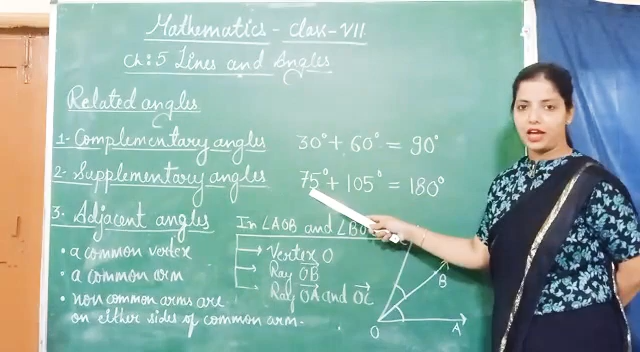 Mathematics - Class-VII
Ch:5 Lines and Angles
Related angles
1- Complementary angles 30° + 60° = 90°
2- Supplementary angles 75° + 105° = 180°
3- Adjacent angles
• a common vertex
• a common arm
• non common arms are
on either sides of common arm.
In ∠AOB and
Vertex O
Ray OB
Ray OA and OC
B
O
A